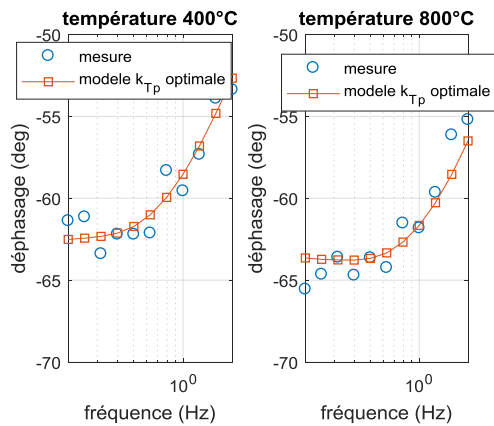 température 400°C
-50
mesure
modele k_Tp optimale
-55
-60
-65
-70
10^0
déphasage (deg)
fréquence (Hz)
température 800°C
-50
mesure
modele k_Tp optimale
-55
-60
-65
-70
10^0
déphasage (deg)
fréquence (Hz)